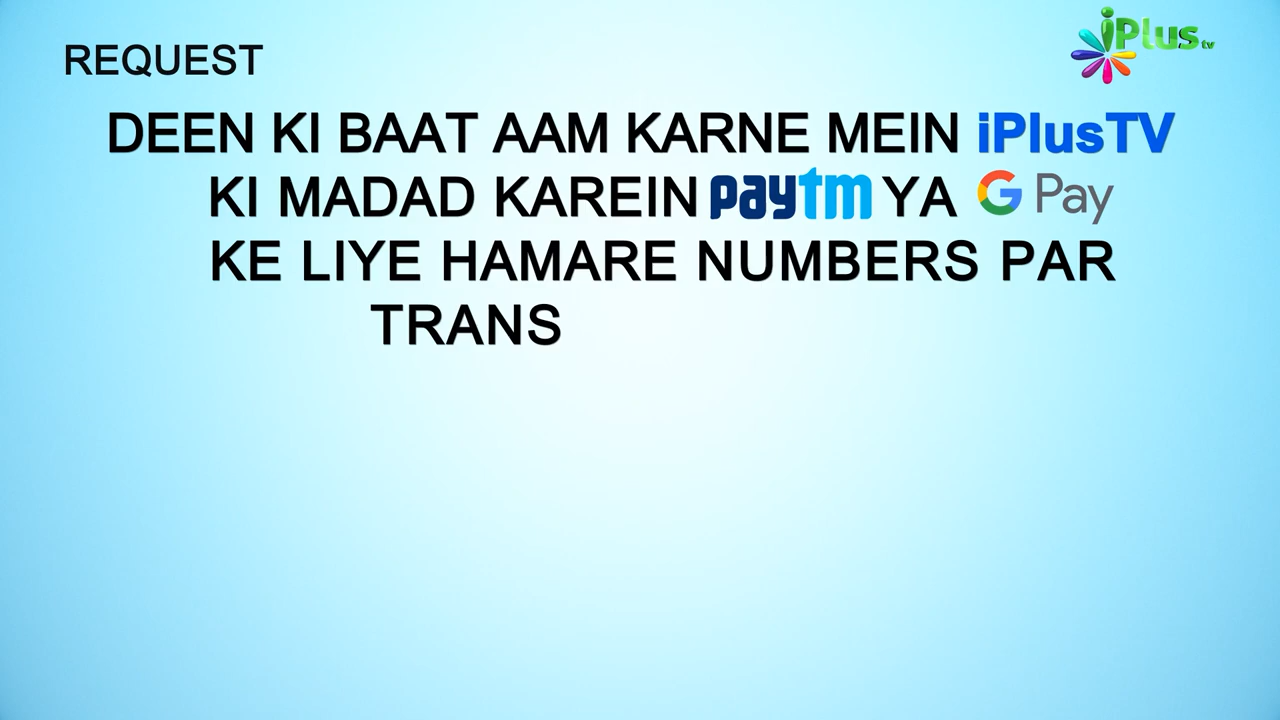 REQUEST
iPlus tv
DEEN KI BAAT AAM KARNE MEIN iPlusTV
KI MADAD KAREIN paytm YA G Pay
KE LIYE HAMARE NUMBERS PAR
TRANS